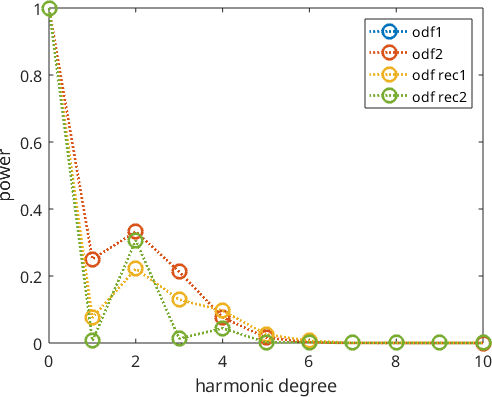 1
0.8
0.6
0.4
0.2
0
power
odf1
odf2
odf rec1
odf rec2
0 2 4 6 8 10
harmonic degree